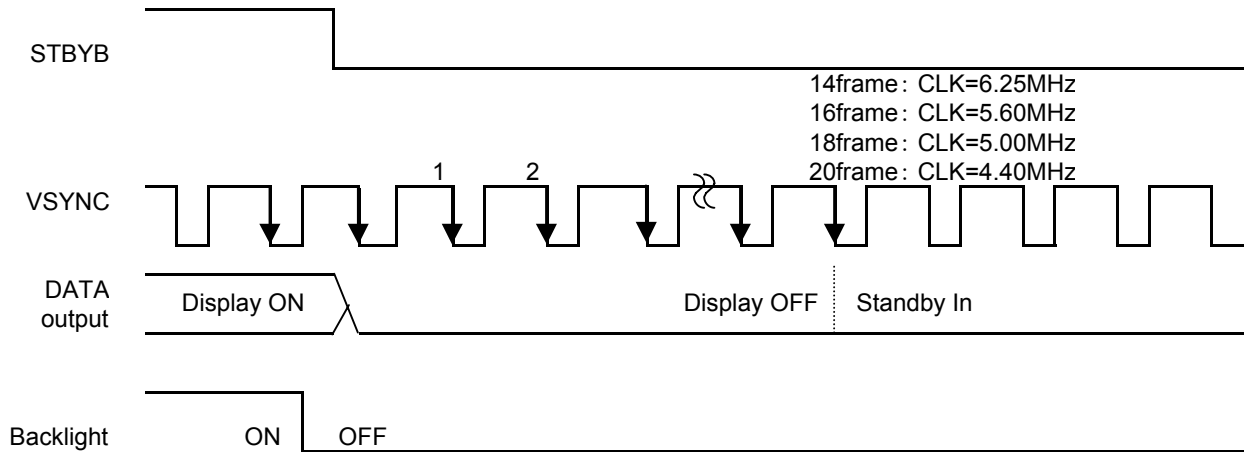 STBYB
14frame: CLK=6.25MHz
16frame: CLK=5.60MHz
18frame: CLK=5.00MHz
20frame: CLK=4.40MHz
1 2
VSYNC
DATA
output
Display ON Display OFF Standby In
Backlight ON OFF